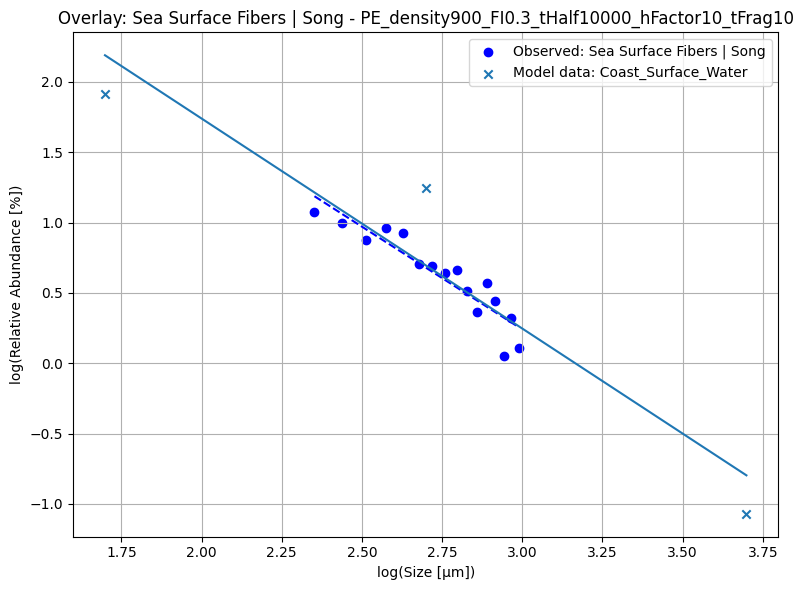 Overlay: Sea Surface Fibers | Song - PE_density900_FI0.3_tHalf10000_hFactor10_tFrag10
Observed: Sea Surface Fibers | Song
Model data: Coast_Surface_Water
log(Relative Abundance [%])
2.0
1.5
1.0
0.5
0.0
−0.5
−1.0
1.75 2.00 2.25 2.50 2.75 3.00 3.25 3.50 3.75
log(Size [μm])